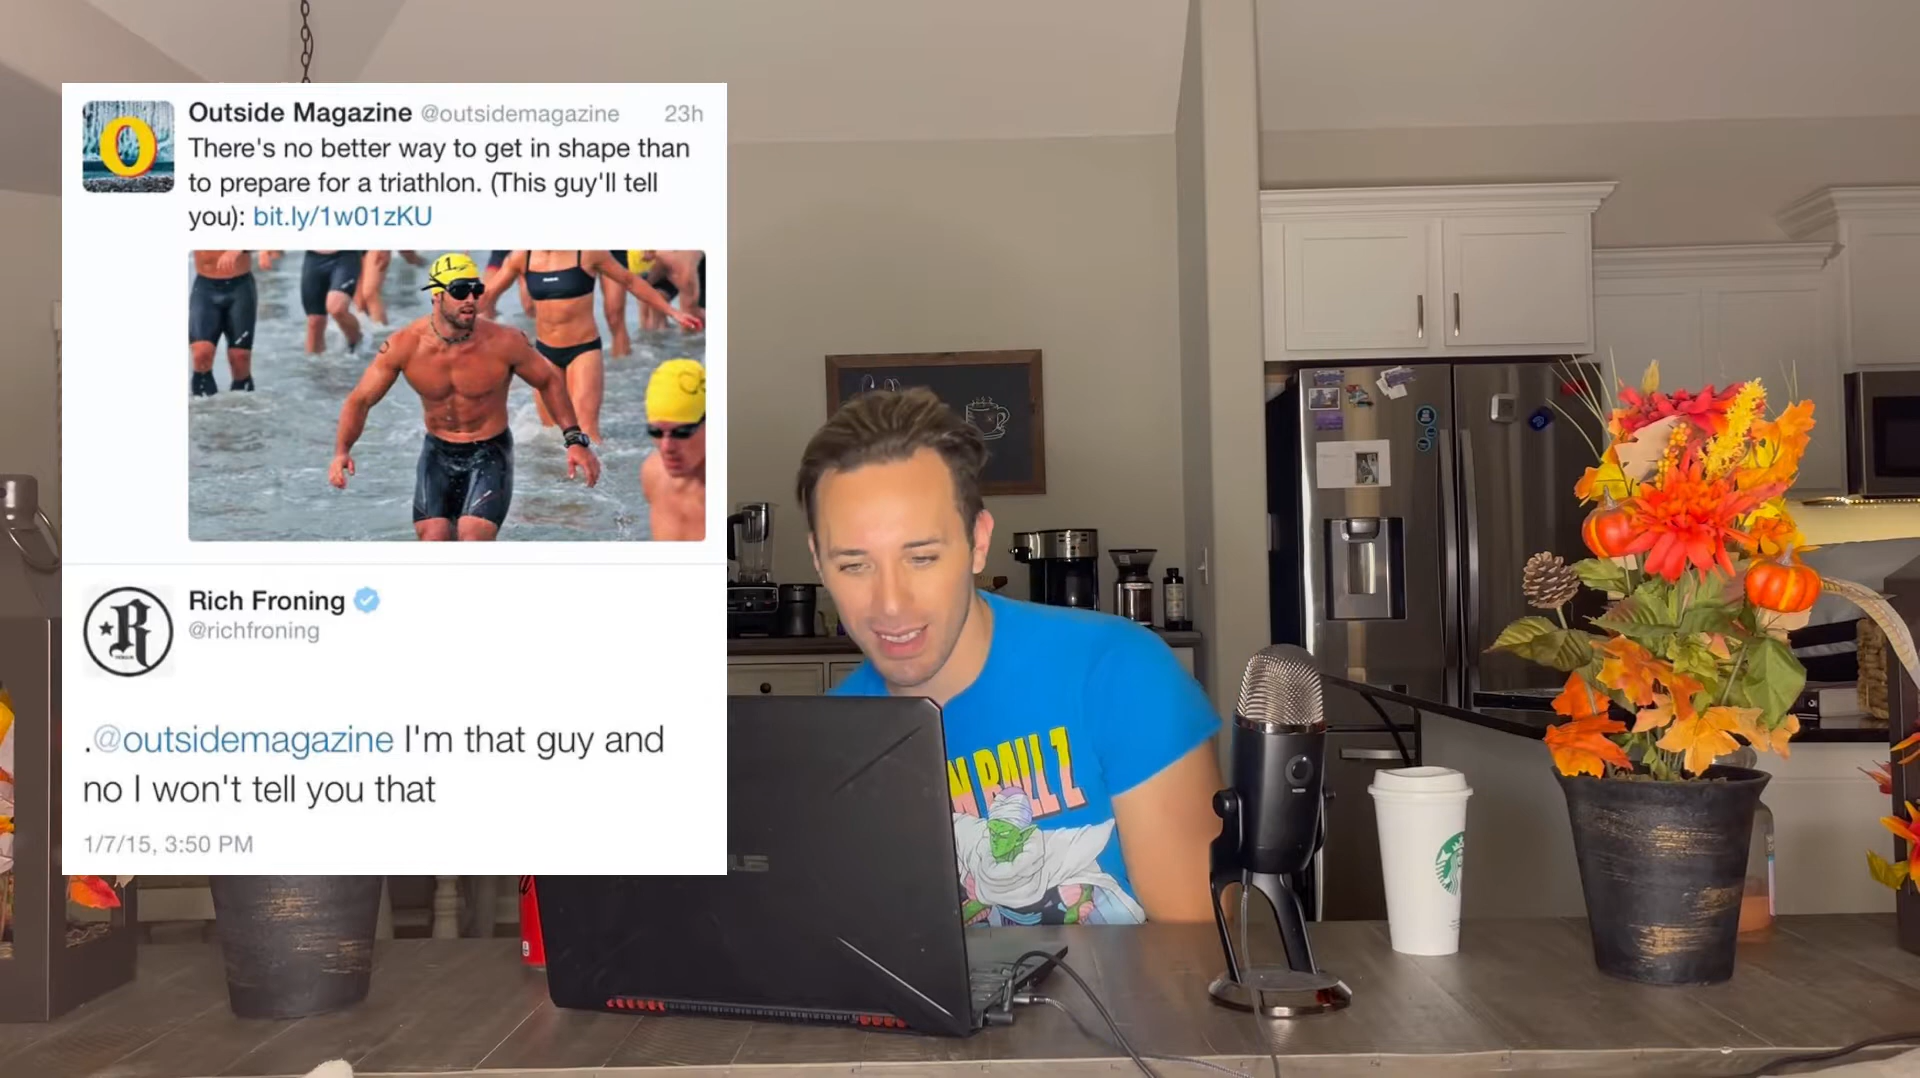 Outside Magazine @outsidemagazine 23h
There's no better way to get in shape than
to prepare for a triathlon. (This guy'll tell
you): bit.ly/1w01zKU
Rich Froning
@richfroning
.@outsidemagazine I'm that guy and
no I won't tell you that
1/7/15, 3:50 PM
N BALL Z